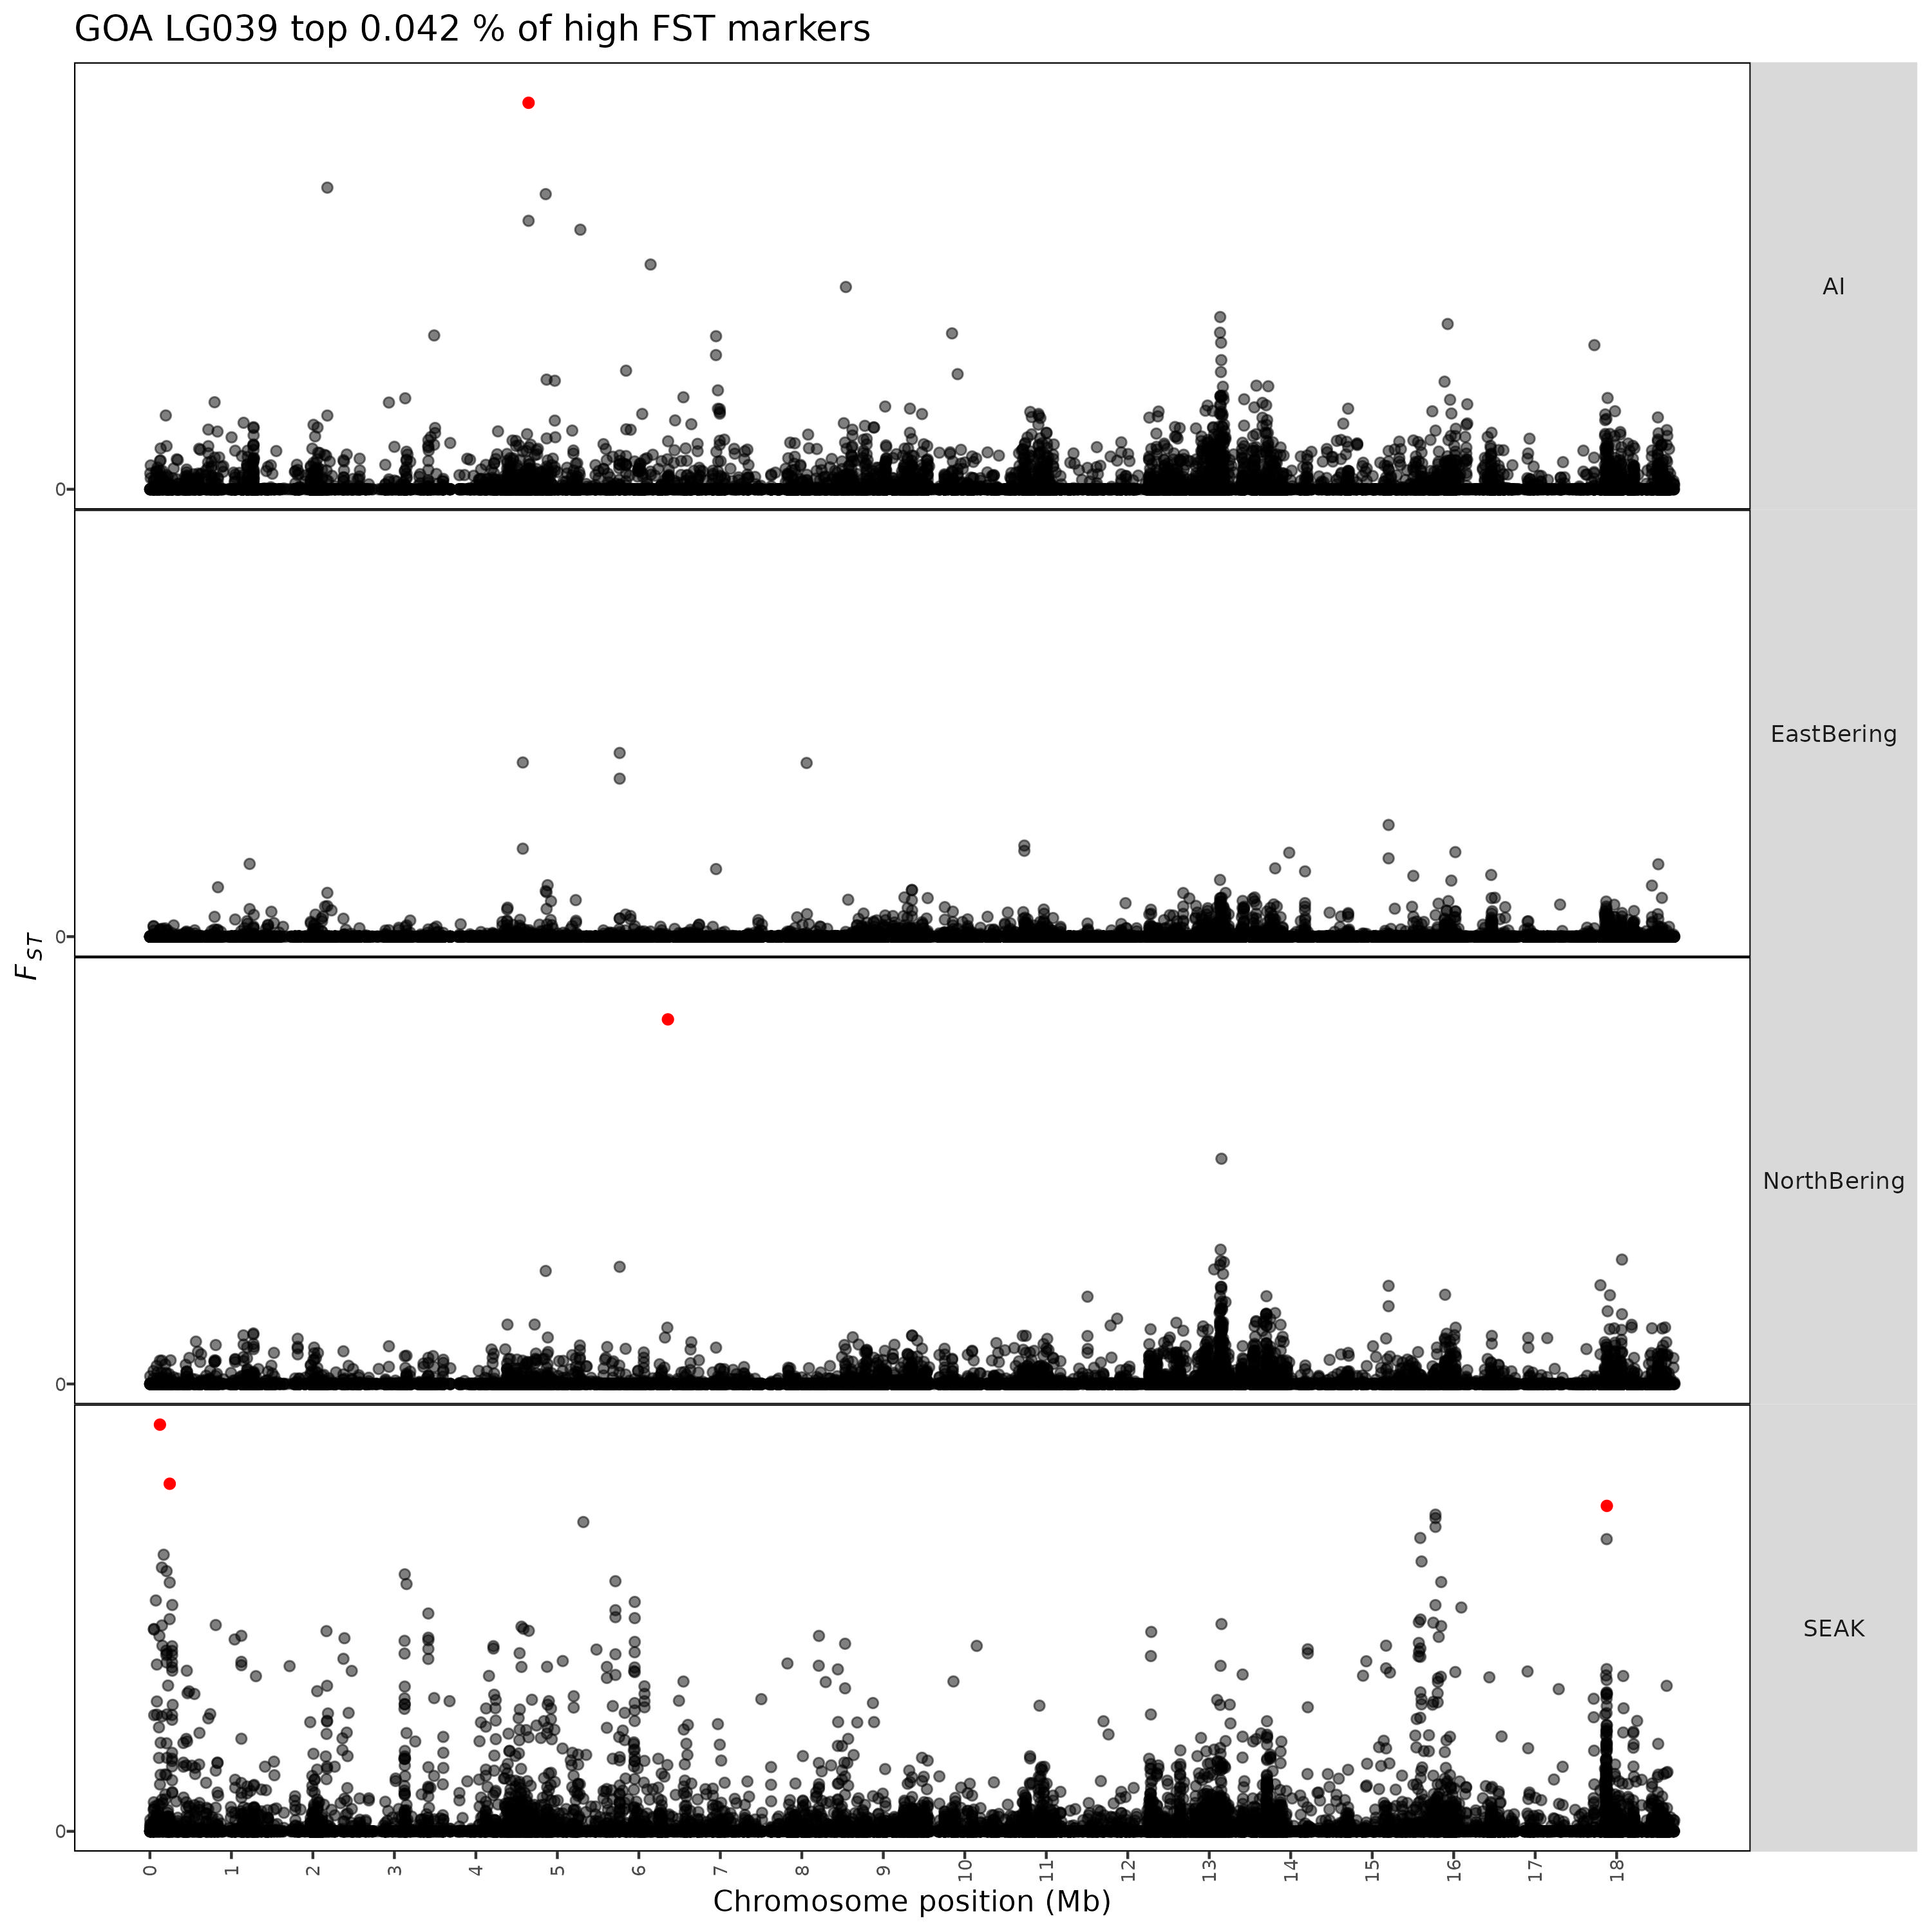 GOA LG039 top 0.042 % of high FST markers
AI
0
EastBering
0
F ST
NorthBering
0
SEAK
0
0 1 2 3 4 5 6 7 8 9 10 11 12 13 14 15 16 17 18
Chromosome position (Mb)